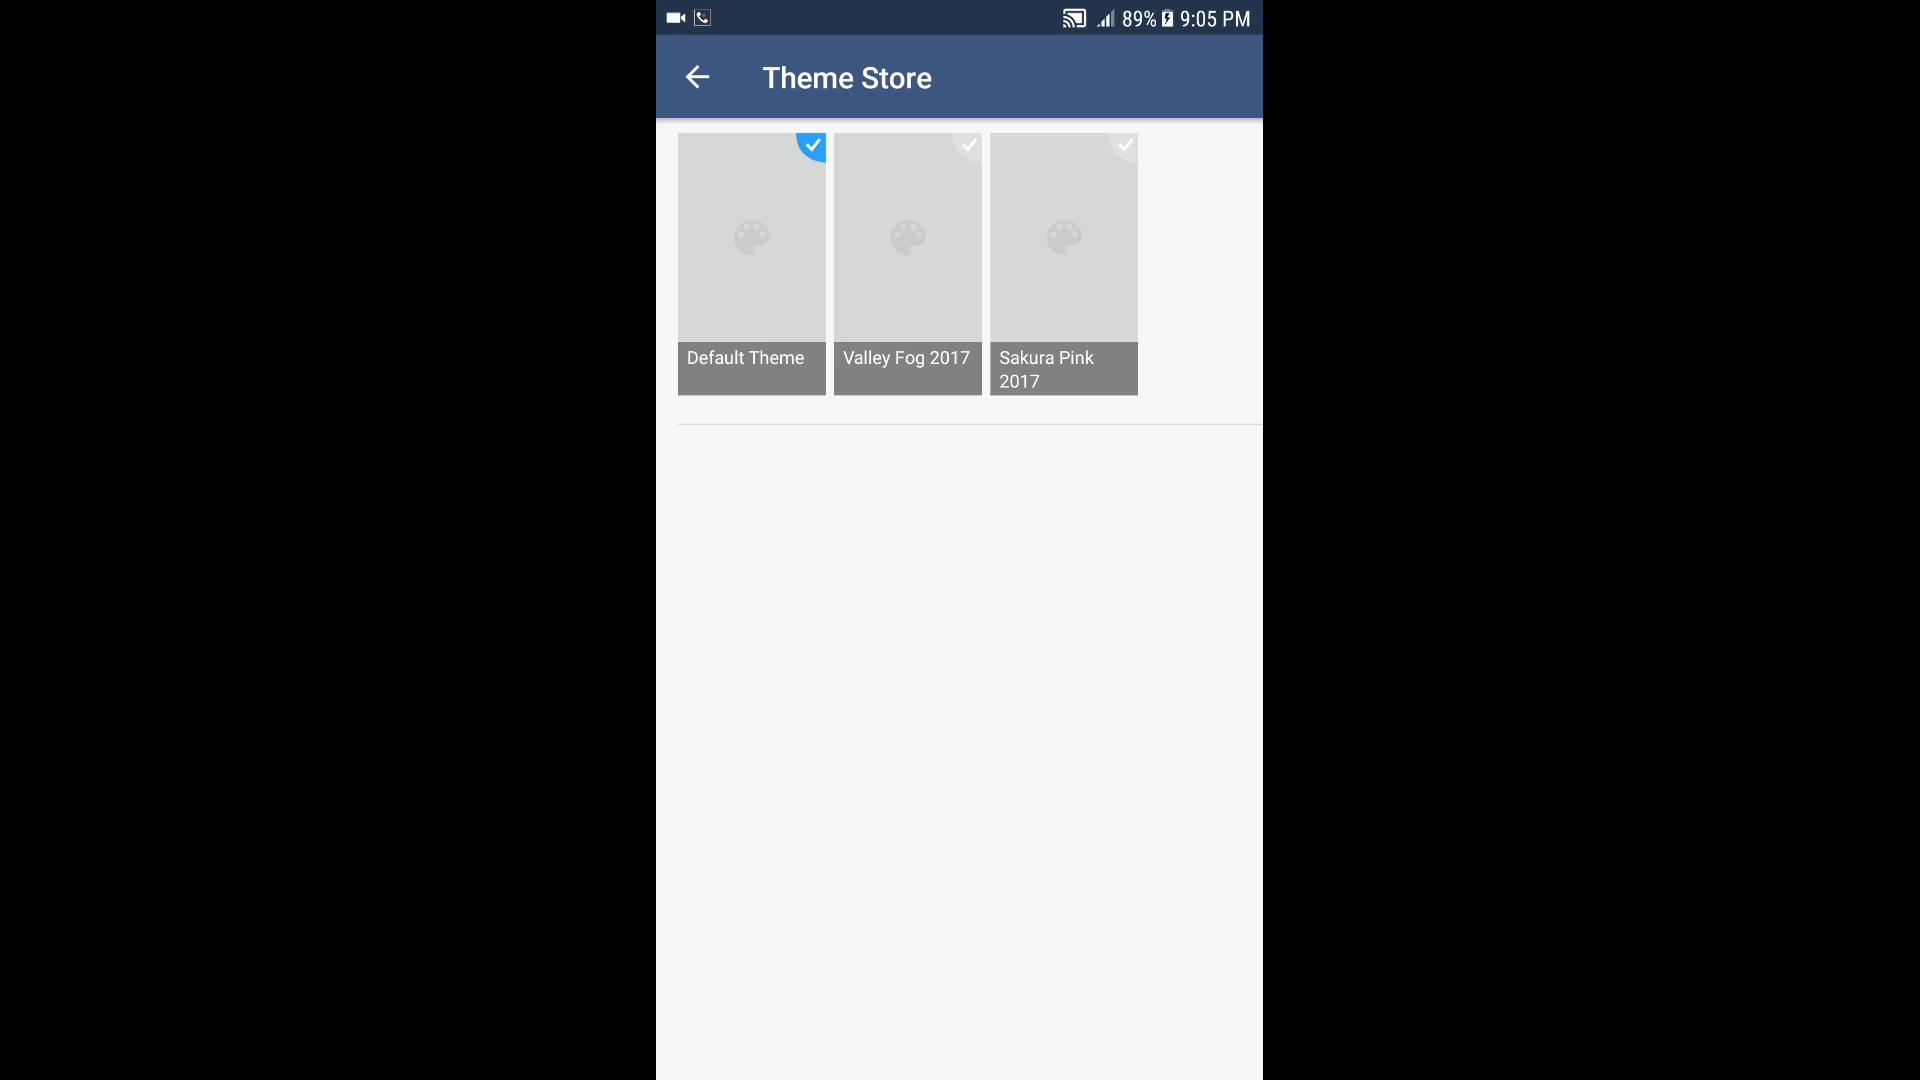 89% 9:05 PM
Theme Store
Default Theme
Valley Fog 2017
Sakura Pink
2017